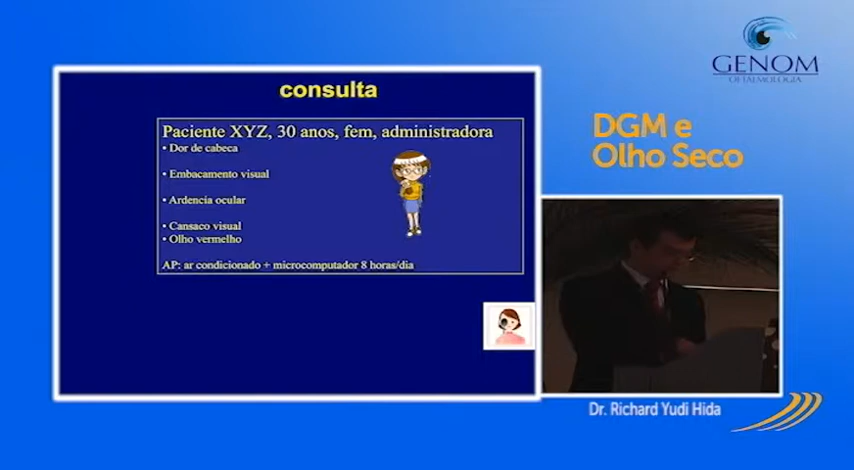 GENOM
OFTALMOLOGIA
consulta
Paciente XYZ, 30 anos, fem, administradora
• Dor de cabeca
• Embacamento visual
• Ardencia ocular
• Cansaco visual
• Olho vermelho
AP: ar condicionado + microcomputador 8 horas/dia
DGM e
Olho Seco
Dr. Richard Yudi Hida